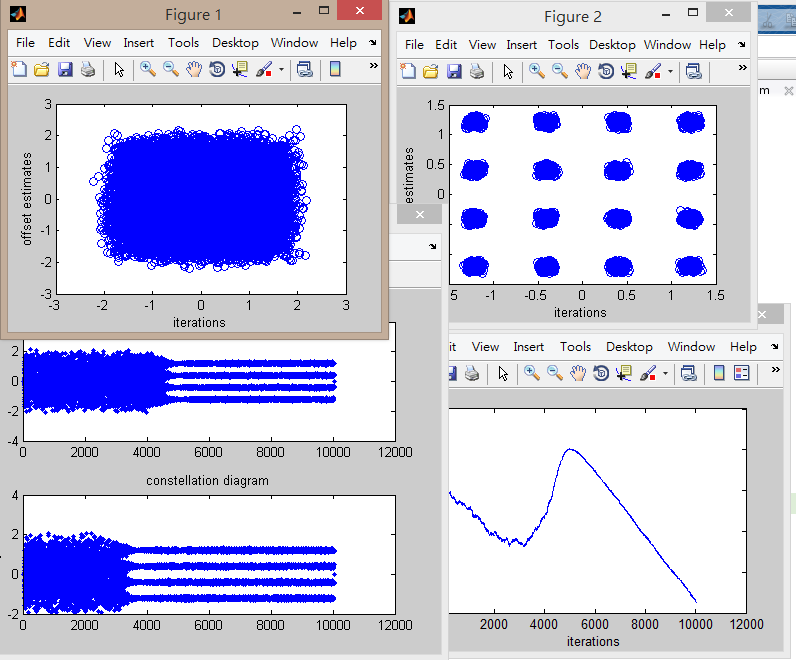 Figure 1
File Edit View Insert Tools Desktop Window Help
3
2
1
0
-1
-2
-3
offset estimates
-3 -2 -1 0 1 2 3
iterations
Figure 2
File Edit View Insert Tools Desktop Window Help
1.5
1
0.5
0
estimates
5 -1 -0.5 0 0.5 1 1.5
iterations
m
2
0
-2
-4
0 2000 4000 6000 8000 10000 12000
constellation diagram
4
2
0
-2
0 2000 4000 6000 8000 10000 12000
it View Insert Tools Desktop Window Help
2000 4000 6000 8000 10000 12000
iterations